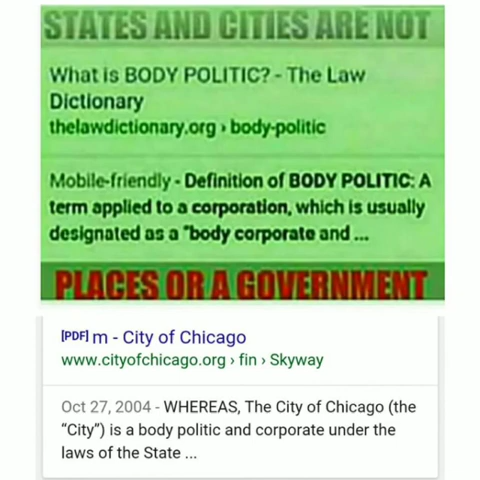 STATES AND CITIES ARE NOT
What is BODY POLITIC? - The Law
Dictionary
thelawdictionary.org › body-politic
Mobile-friendly - Definition of BODY POLITIC: A
term applied to a corporation, which is usually
designated as a "body corporate and ...
PLACES OR A GOVERNMENT
[PDF] m - City of Chicago
www.cityofchicago.org › fin › Skyway
Oct 27, 2004 - WHEREAS, The City of Chicago (the
“City”) is a body politic and corporate under the
laws of the State ...